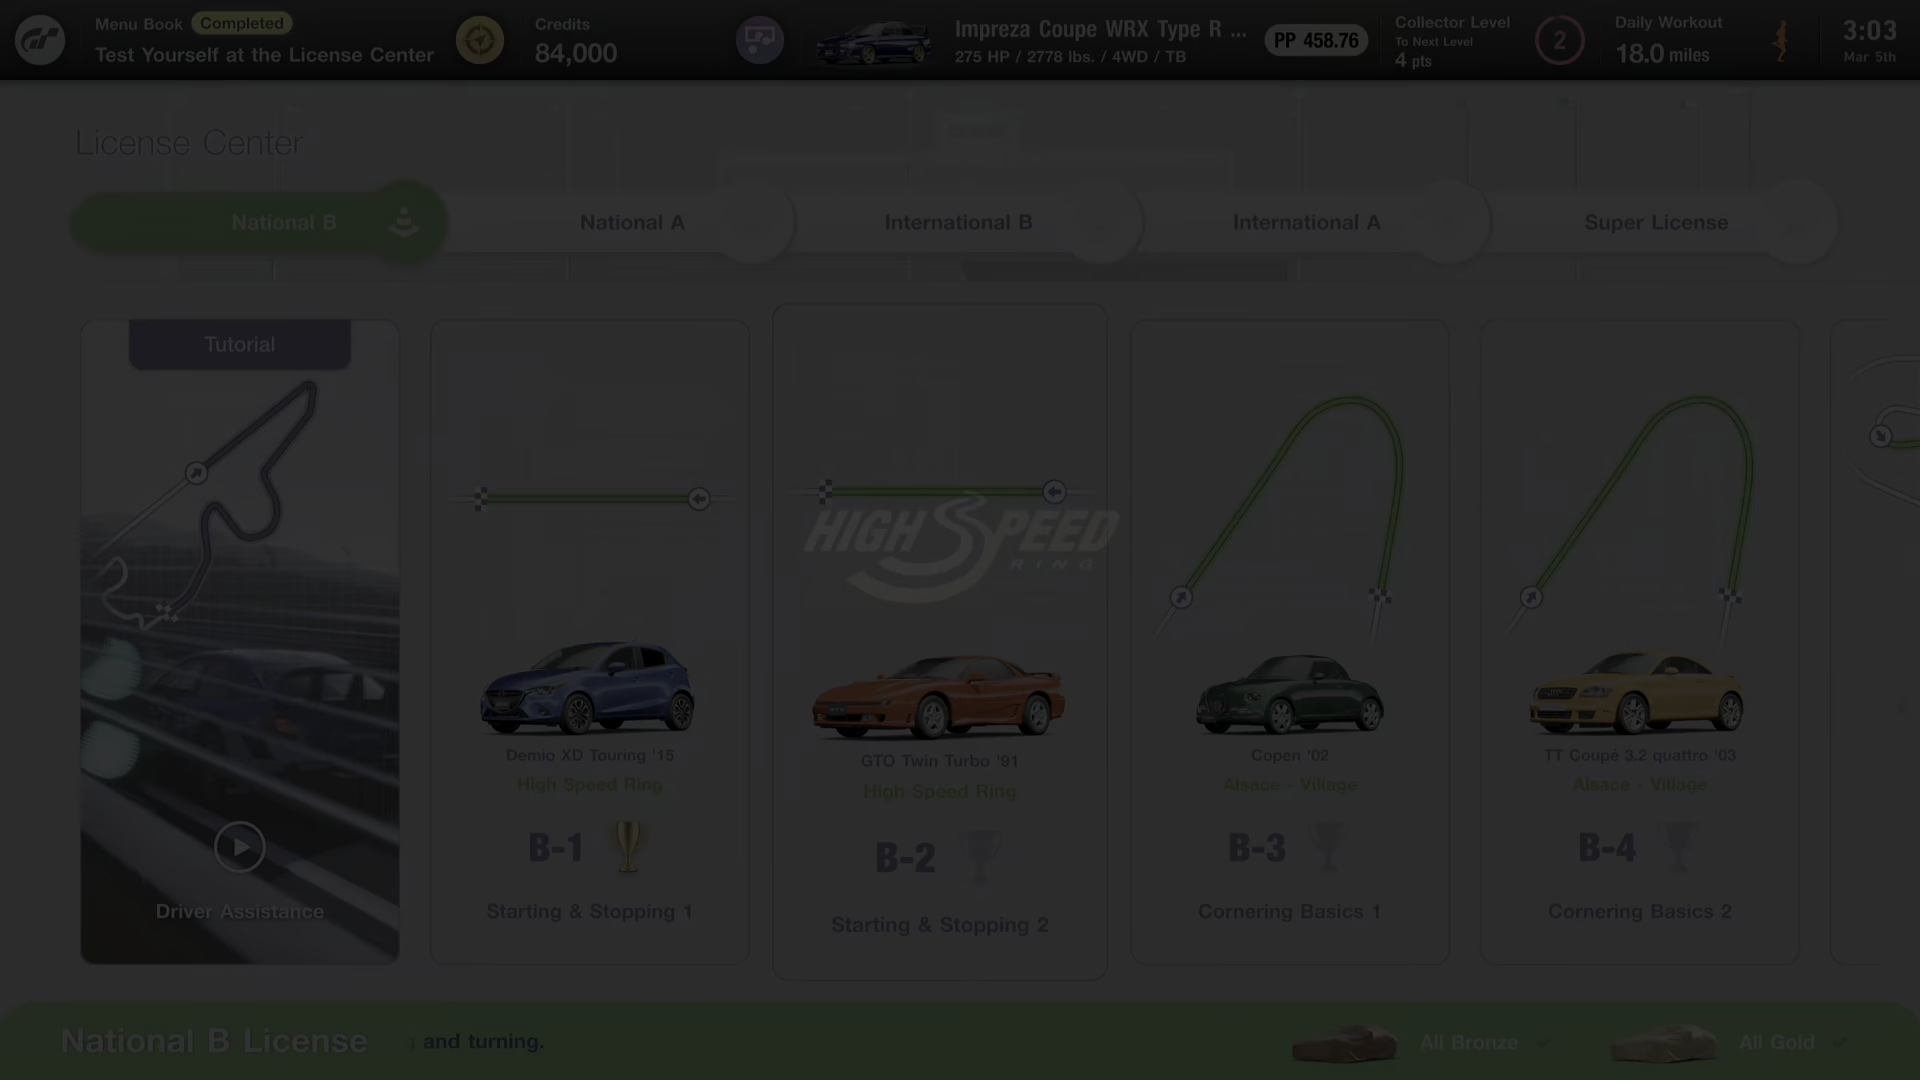 Menu Book Completed
Test Yourself at the License Center
Credits
84,000
Impreza Coupe WRX Type R ...
275 HP / 2778 lbs. / 4WD / TB
PP 458.76
Collector Level
To Next Level
4 pts
2
Daily Workout
18.0 miles
3:03
Mar 5th
License Center
National B
National A
International B
International A
Super License
Tutorial
Driver Assistance
Demio XD Touring '15
High Speed Ring
B-1
Starting & Stopping 1
HIGH SPEED
RING
GTO Twin Turbo '91
High Speed Ring
B-2
Starting & Stopping 2
Copen '02
Alsace - Village
B-3
Cornering Basics 1
TT Coupé 3.2 quattro '03
Alsace - Village
B-4
Cornering Basics 2
National B License
and turning.
All Bronze
All Gold